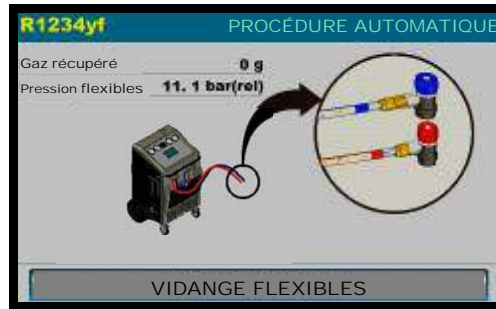 R1234yf PROCÉDURE AUTOMATIQUE
Gaz récupéré 0 g
Pression flexibles 11. 1 bar(rel)
VIDANGE FLEXIBLES